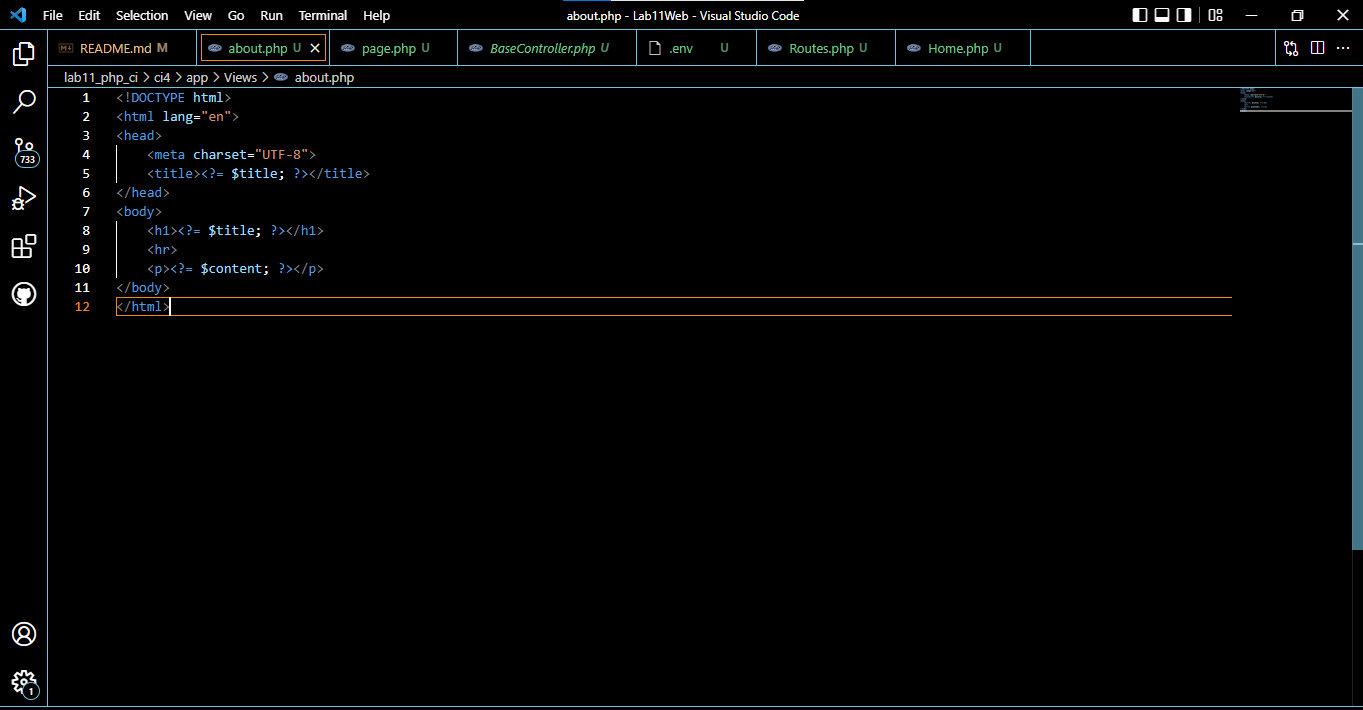 File Edit Selection View Go Run Terminal Help about.php - Lab11Web - Visual Studio Code
README.md M about.php U page.php U BaseController.php U .env U Routes.php U Home.php U
lab11_php_ci > ci4 > app > Views > about.php
1 <!DOCTYPE html>
2 <html lang="en">
3 <head>
4 <meta charset="UTF-8">
5 <title><?= $title; ?></title>
6 </head>
7 <body>
8 <h1><?= $title; ?></h1>
9 <hr>
10 <p><?= $content; ?></p>
11 </body>
12 </html>
733
1